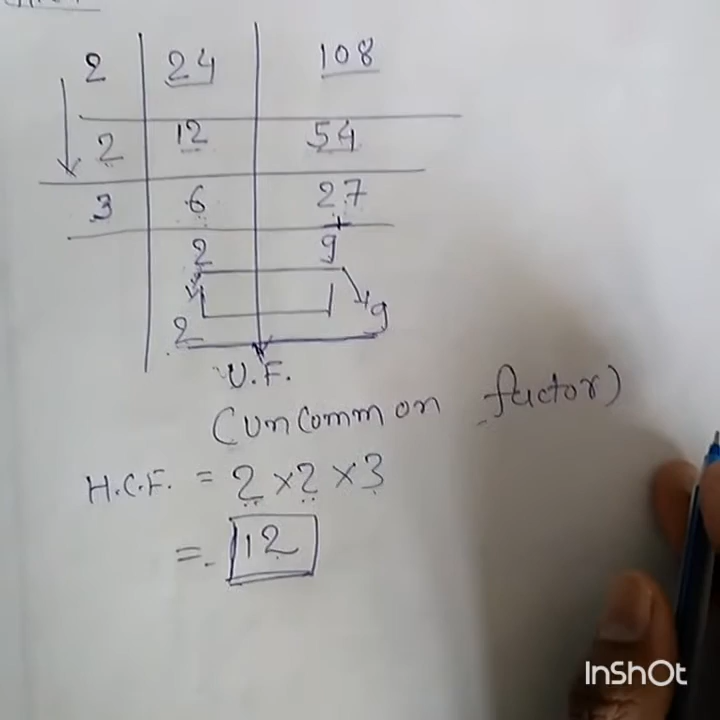 2 24 108
2 12 54
3 6 27
2 9
2 9
U.F.
(Uncommon factor)
H.C.F. = 2 × 2 × 3
= 12
InShOt